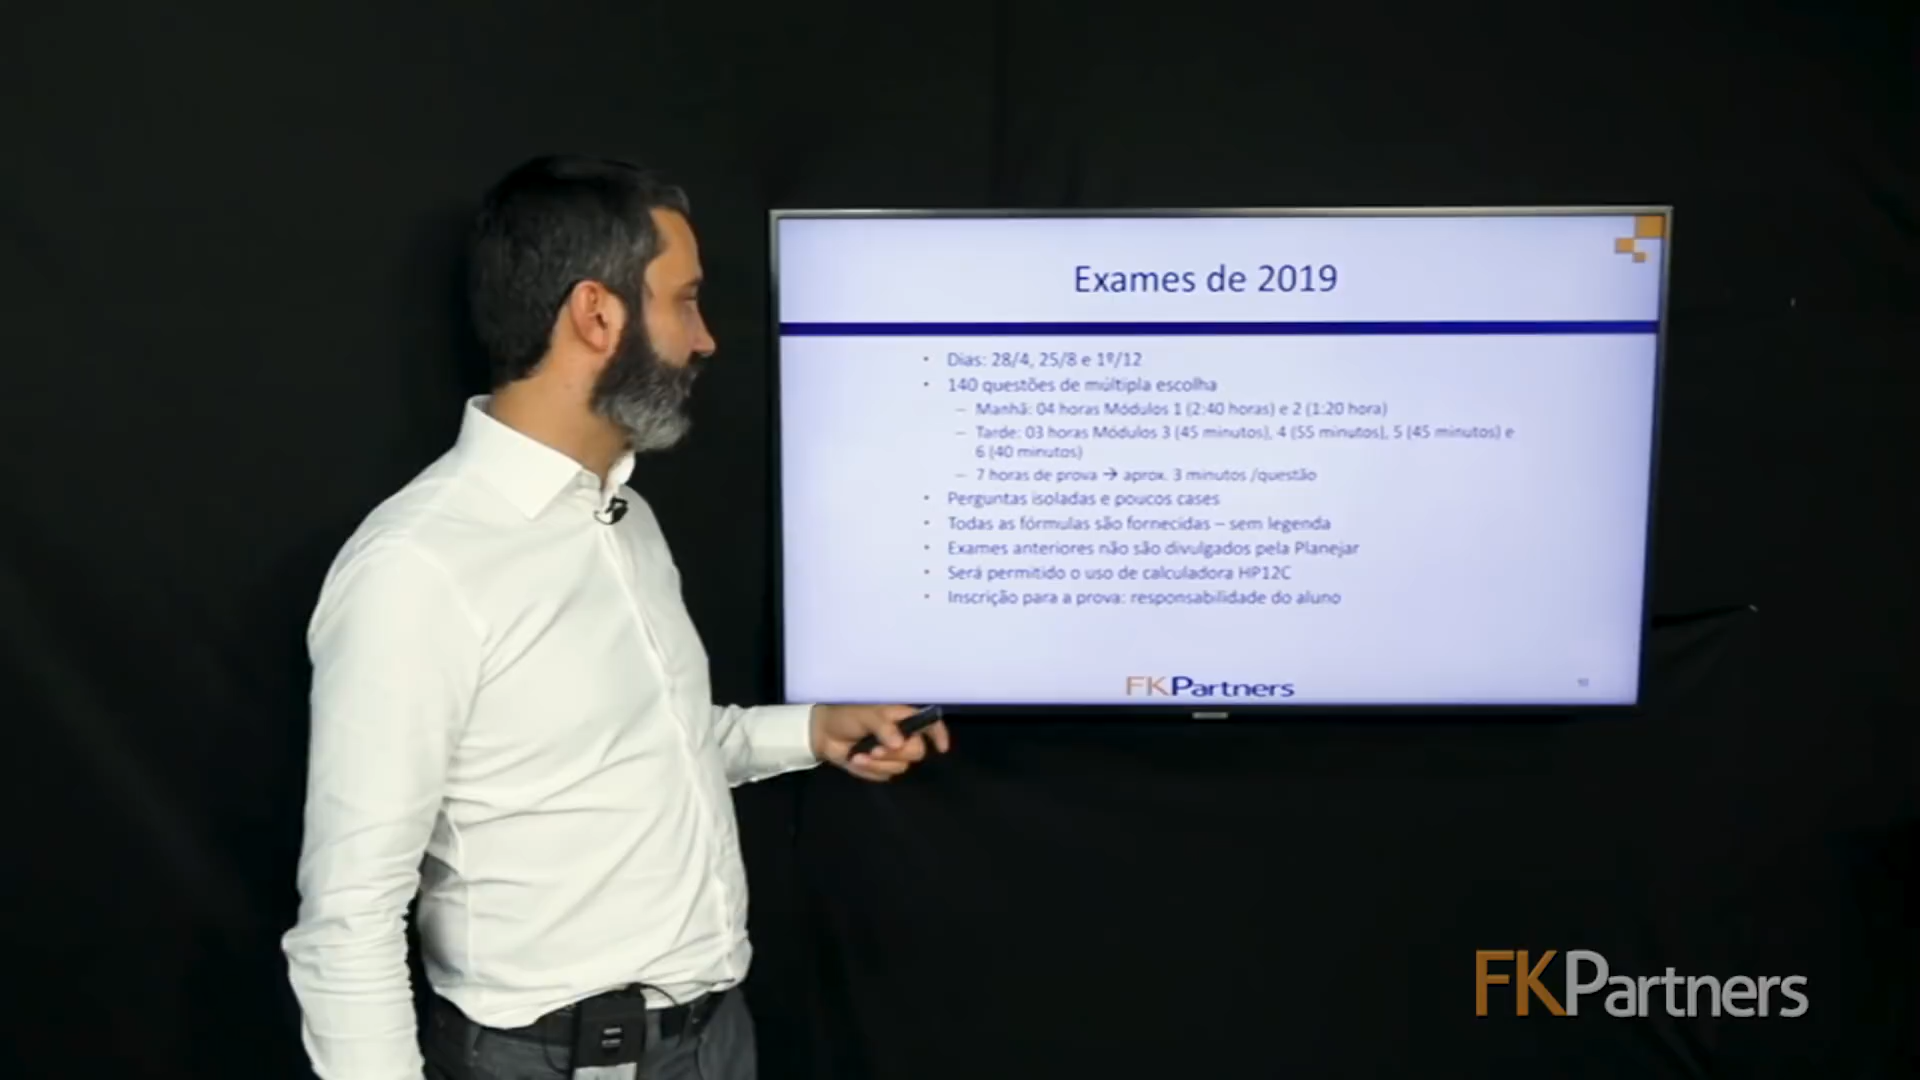 Exames de 2019
• Dias: 28/4, 25/8 e 1º/12
• 140 questões de múltipla escolha
– Manhã: 04 horas Módulos 1 (2:40 horas) e 2 (1:20 hora)
– Tarde: 03 horas Módulos 3 (45 minutos), 4 (55 minutos), 5 (45 minutos) e
6 (40 minutos)
– 7 horas de prova → aprox. 3 minutos /questão
• Perguntas isoladas e poucos cases
• Todas as fórmulas são fornecidas – sem legenda
• Exames anteriores não são divulgados pela Planejar
• Será permitido o uso de calculadora HP12C
• Inscrição para a prova: responsabilidade do aluno
FKPartners
FKPartners